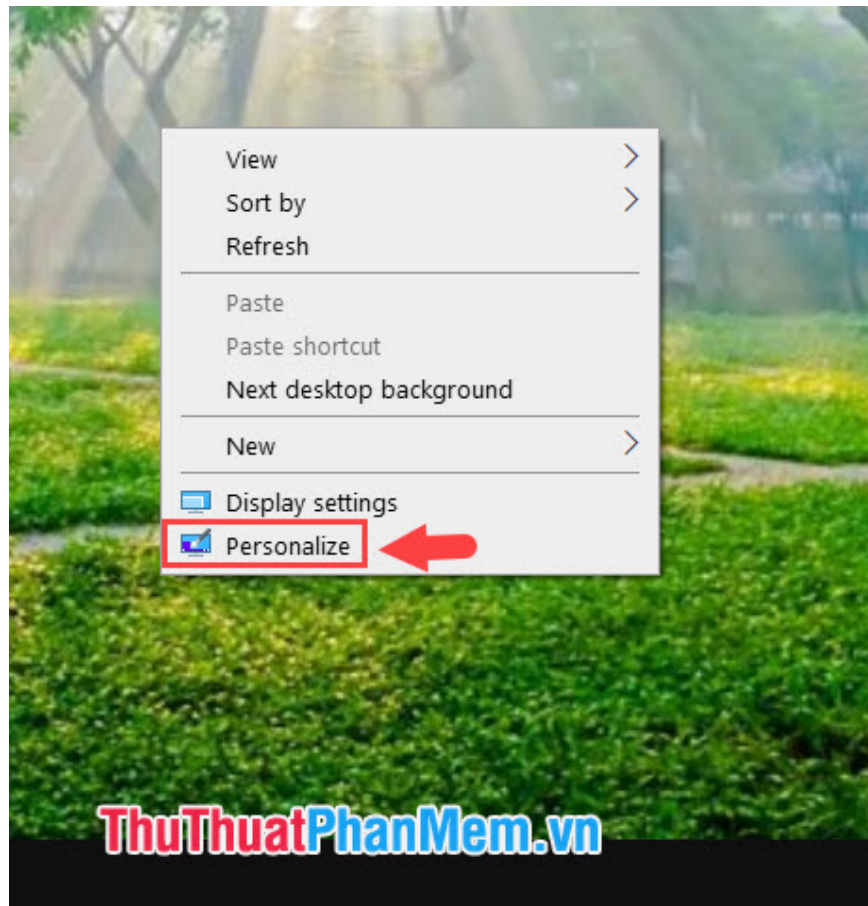 View
Sort by
Refresh
Paste
Paste shortcut
Next desktop background
New
Display settings
Personalize
ThuThuatPhanMem.vn